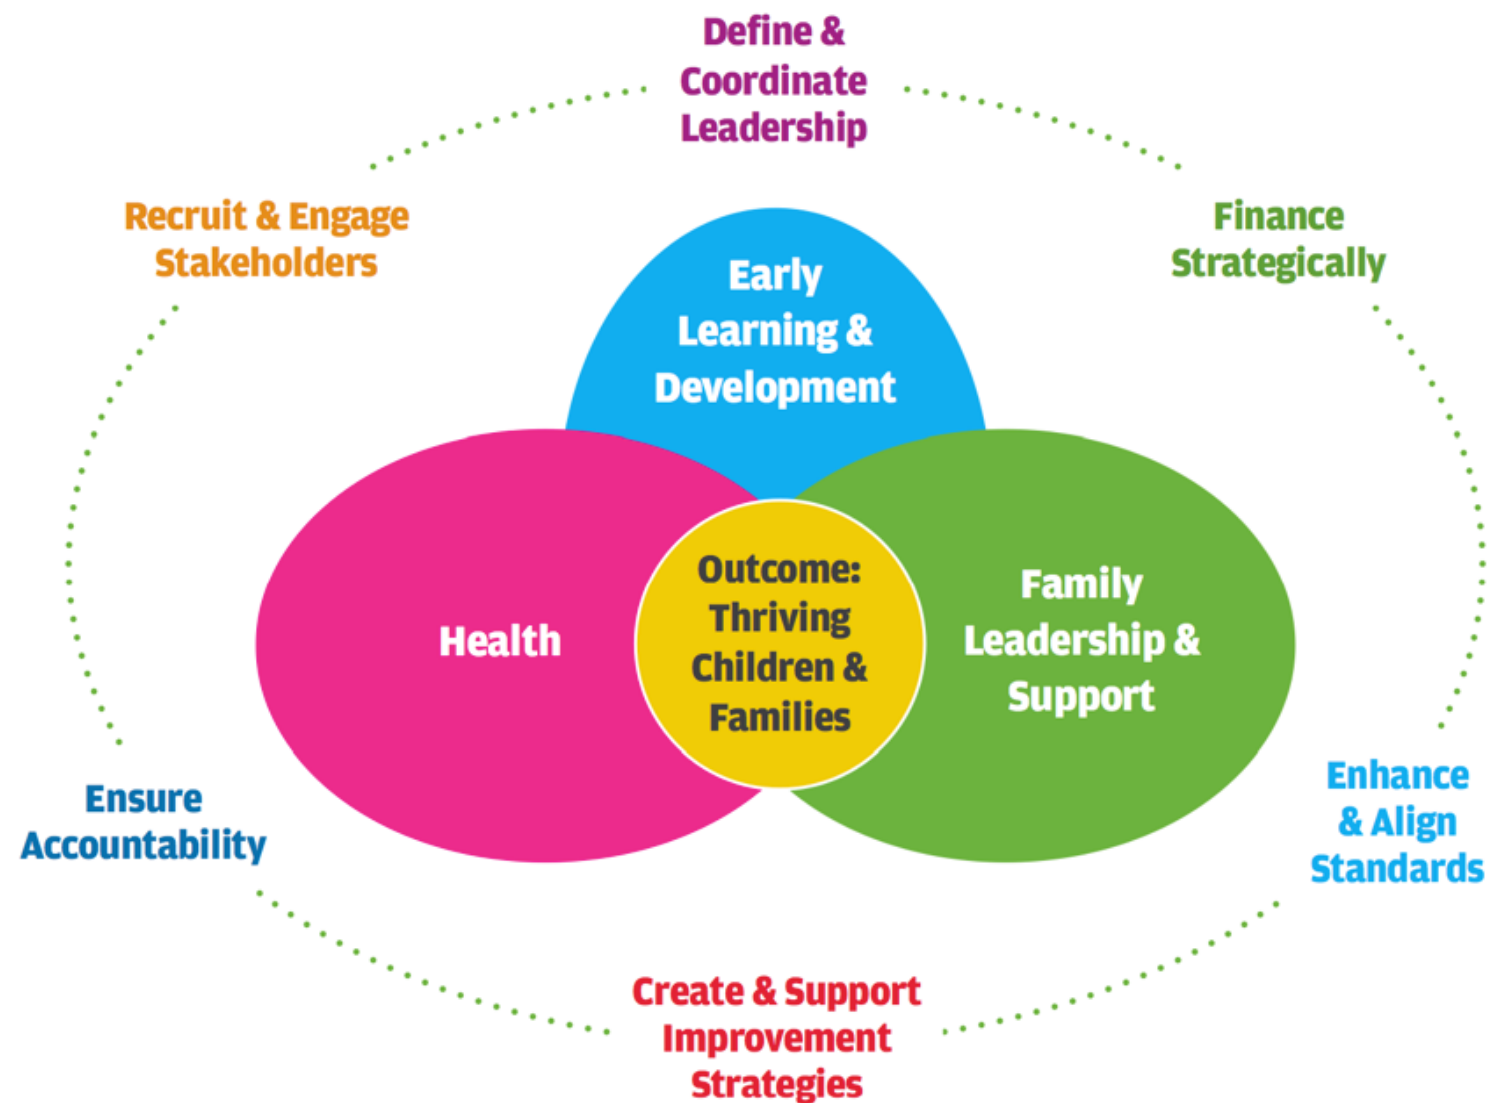 Define &
Coordinate
Leadership
Recruit & Engage
Stakeholders
Finance
Strategically
Early
Learning &
Development
Health
Outcome:
Thriving
Children &
Families
Family
Leadership &
Support
Ensure
Accountability
Enhance
& Align
Standards
Create & Support
Improvement
Strategies